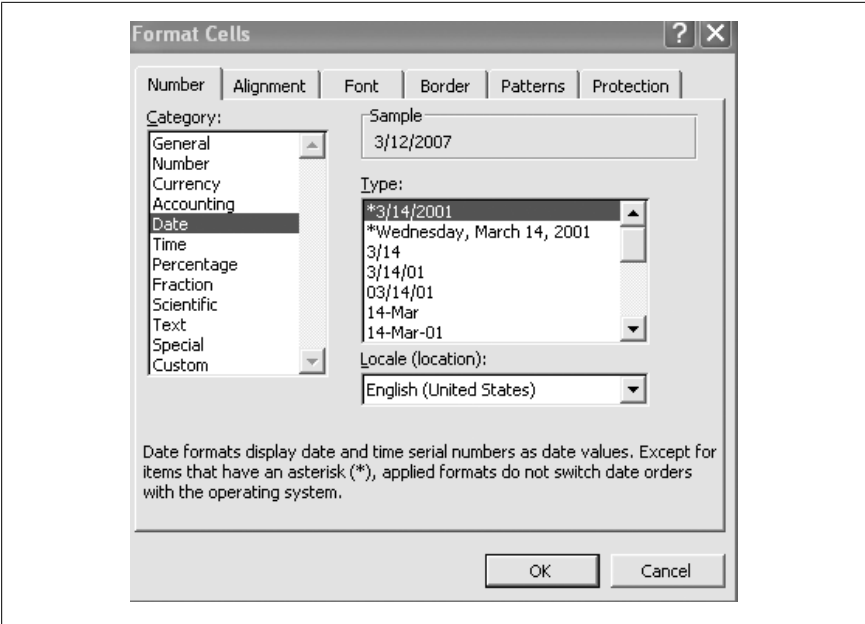 Format Cells
Number Alignment Font Border Patterns Protection
Category:
General
Number
Currency
Accounting
Date
Time
Percentage
Fraction
Scientific
Text
Special
Custom
Sample
3/12/2007
Type:
*3/14/2001
*Wednesday, March 14, 2001
3/14
3/14/01
03/14/01
14-Mar
14-Mar-01
Locale (location):
English (United States)
Date formats display date and time serial numbers as date values. Except for
items that have an asterisk (*), applied formats do not switch date orders
with the operating system.
OK Cancel